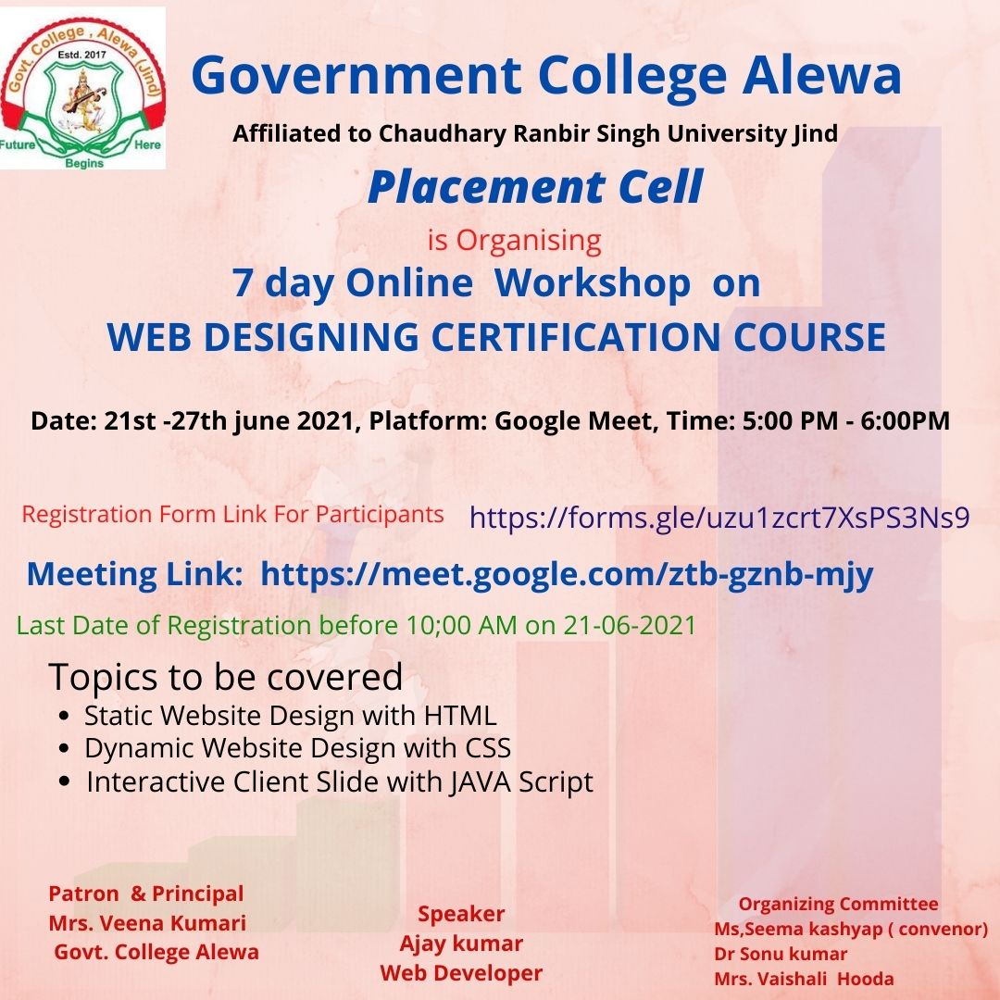 Govt. College , Alewa (Jind)
Estd. 2017
Future Here
Begins
Government College Alewa
Affiliated to Chaudhary Ranbir Singh University Jind
Placement Cell
is Organising
7 day Online Workshop on
WEB DESIGNING CERTIFICATION COURSE
Date: 21st -27th june 2021, Platform: Google Meet, Time: 5:00 PM - 6:00PM
Registration Form Link For Participants https://forms.gle/uzu1zcrt7XsPS3Ns9
Meeting Link: https://meet.google.com/ztb-gznb-mjy
Last Date of Registration before 10;00 AM on 21-06-2021
Topics to be covered
• Static Website Design with HTML
• Dynamic Website Design with CSS
• Interactive Client Slide with JAVA Script
Patron & Principal
Mrs. Veena Kumari
Govt. College Alewa
Speaker
Ajay kumar
Web Developer
Organizing Committee
Ms,Seema kashyap ( convenor)
Dr Sonu kumar
Mrs. Vaishali Hooda